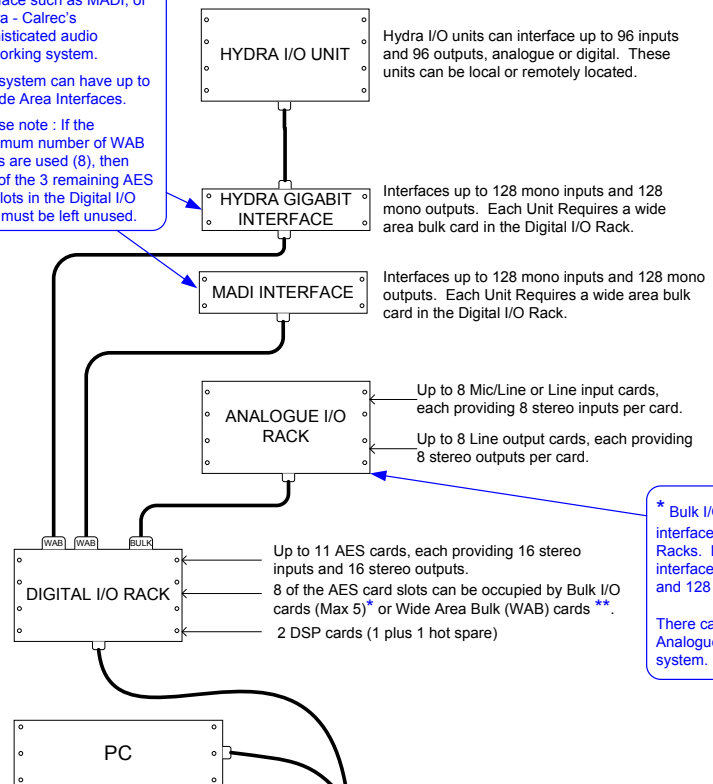 rface such as MADI, or
ra - Calrec's
histicated audio
working system.
system can have up to
de Area Interfaces.
se note : If the
mum number of WAB
s are used (8), then
of the 3 remaining AES
lots in the Digital I/O
must be left unused.
HYDRA I/O UNIT
Hydra I/O units can interface up to 96 inputs
and 96 outputs, analogue or digital. These
units can be local or remotely located.
HYDRA GIGABIT
INTERFACE
Interfaces up to 128 mono inputs and 128
mono outputs. Each Unit Requires a wide
area bulk card in the Digital I/O Rack.
MADI INTERFACE
Interfaces up to 128 mono inputs and 128 mono
outputs. Each Unit Requires a wide area bulk
card in the Digital I/O Rack.
ANALOGUE I/O
RACK
Up to 8 Mic/Line or Line input cards,
each providing 8 stereo inputs per card.
Up to 8 Line output cards, each providing
8 stereo outputs per card.
* Bulk I/O
interface
Racks.
interface
and 128
There ca
Analogue
system.
WAB WAB BULK
DIGITAL I/O RACK
Up to 11 AES cards, each providing 16 stereo
inputs and 16 stereo outputs.
8 of the AES card slots can be occupied by Bulk I/O
cards (Max 5)* or Wide Area Bulk (WAB) cards **.
2 DSP cards (1 plus 1 hot spare)
PC